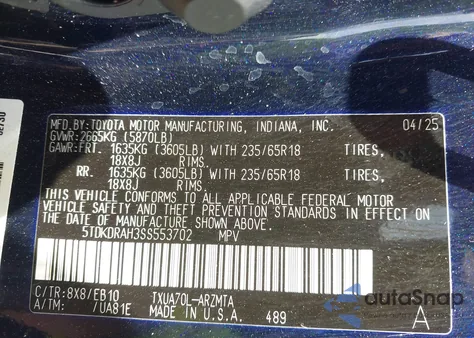 MFD.BY:TOYOTA MOTOR MANUFACTURING, INDIANA, INC. 04/25
GVWR:2665KG (5870LB)
GAWR:FRT. 1635KG (3605LB) WITH 235/65R18 TIRES,
18X8J RIMS.
RR. 1635KG (3605LB) WITH 235/65R18 TIRES,
18X8J RIMS.
THIS VEHICLE CONFORMS TO ALL APPLICABLE FEDERAL MOTOR
VEHICLE SAFETY AND THEFT PREVENTION STANDARDS IN EFFECT
ON THE DATE OF MANUFACTURE SHOWN ABOVE.
5TDKDRAH3SS553702 MPV
C/TR:8X8/EB10 TXUA70L-ARZMTA
A/TM: /UA81E MADE IN U.S.A. 489 A
autoSnap